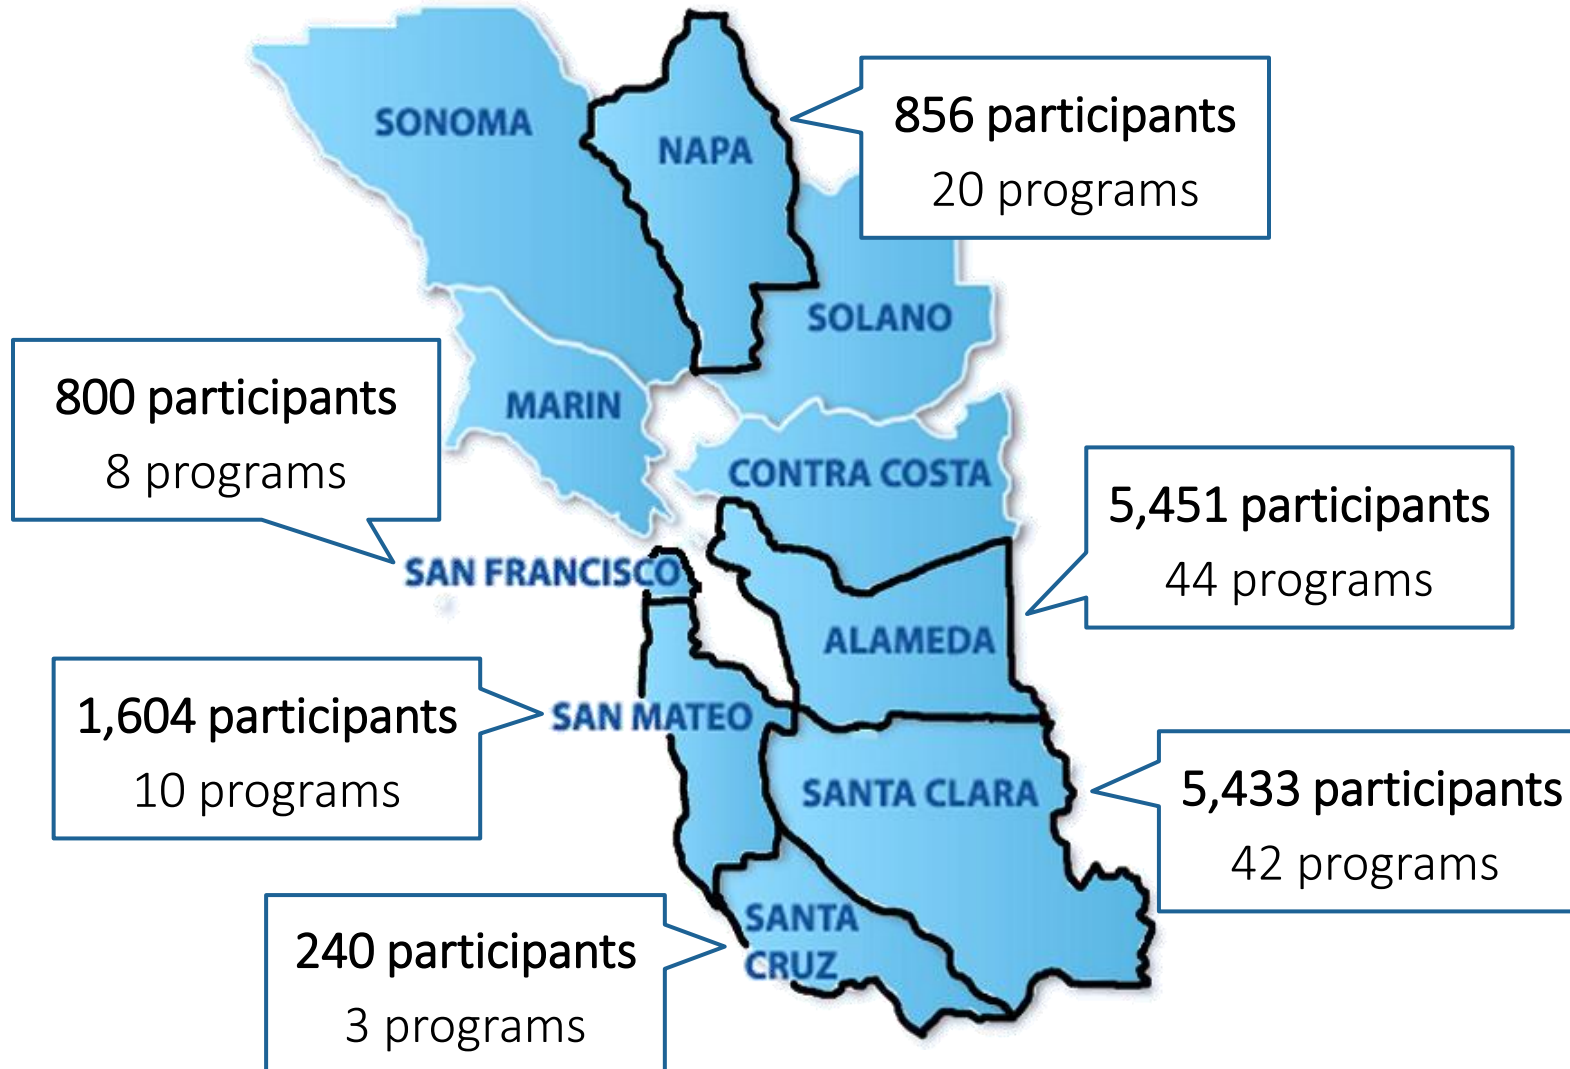 SONOMA
NAPA
856 participants
20 programs
SOLANO
MARIN
800 participants
8 programs
CONTRA COSTA
5,451 participants
44 programs
SAN FRANCISCO
ALAMEDA
1,604 participants
10 programs
SAN MATEO
SANTA CLARA
5,433 participants
42 programs
SANTA
CRUZ
240 participants
3 programs